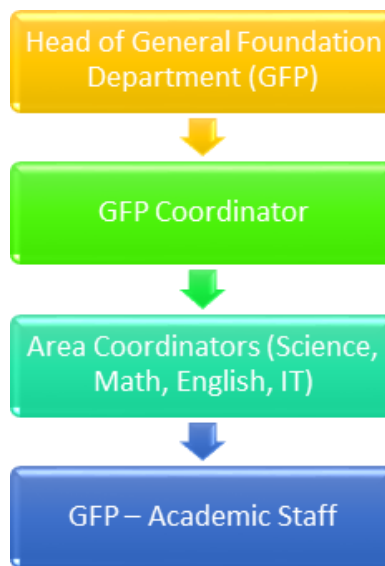 Head of General Foundation
Department (GFP)
GFP Coordinator
Area Coordinators (Science,
Math, English, IT)
GFP – Academic Staff